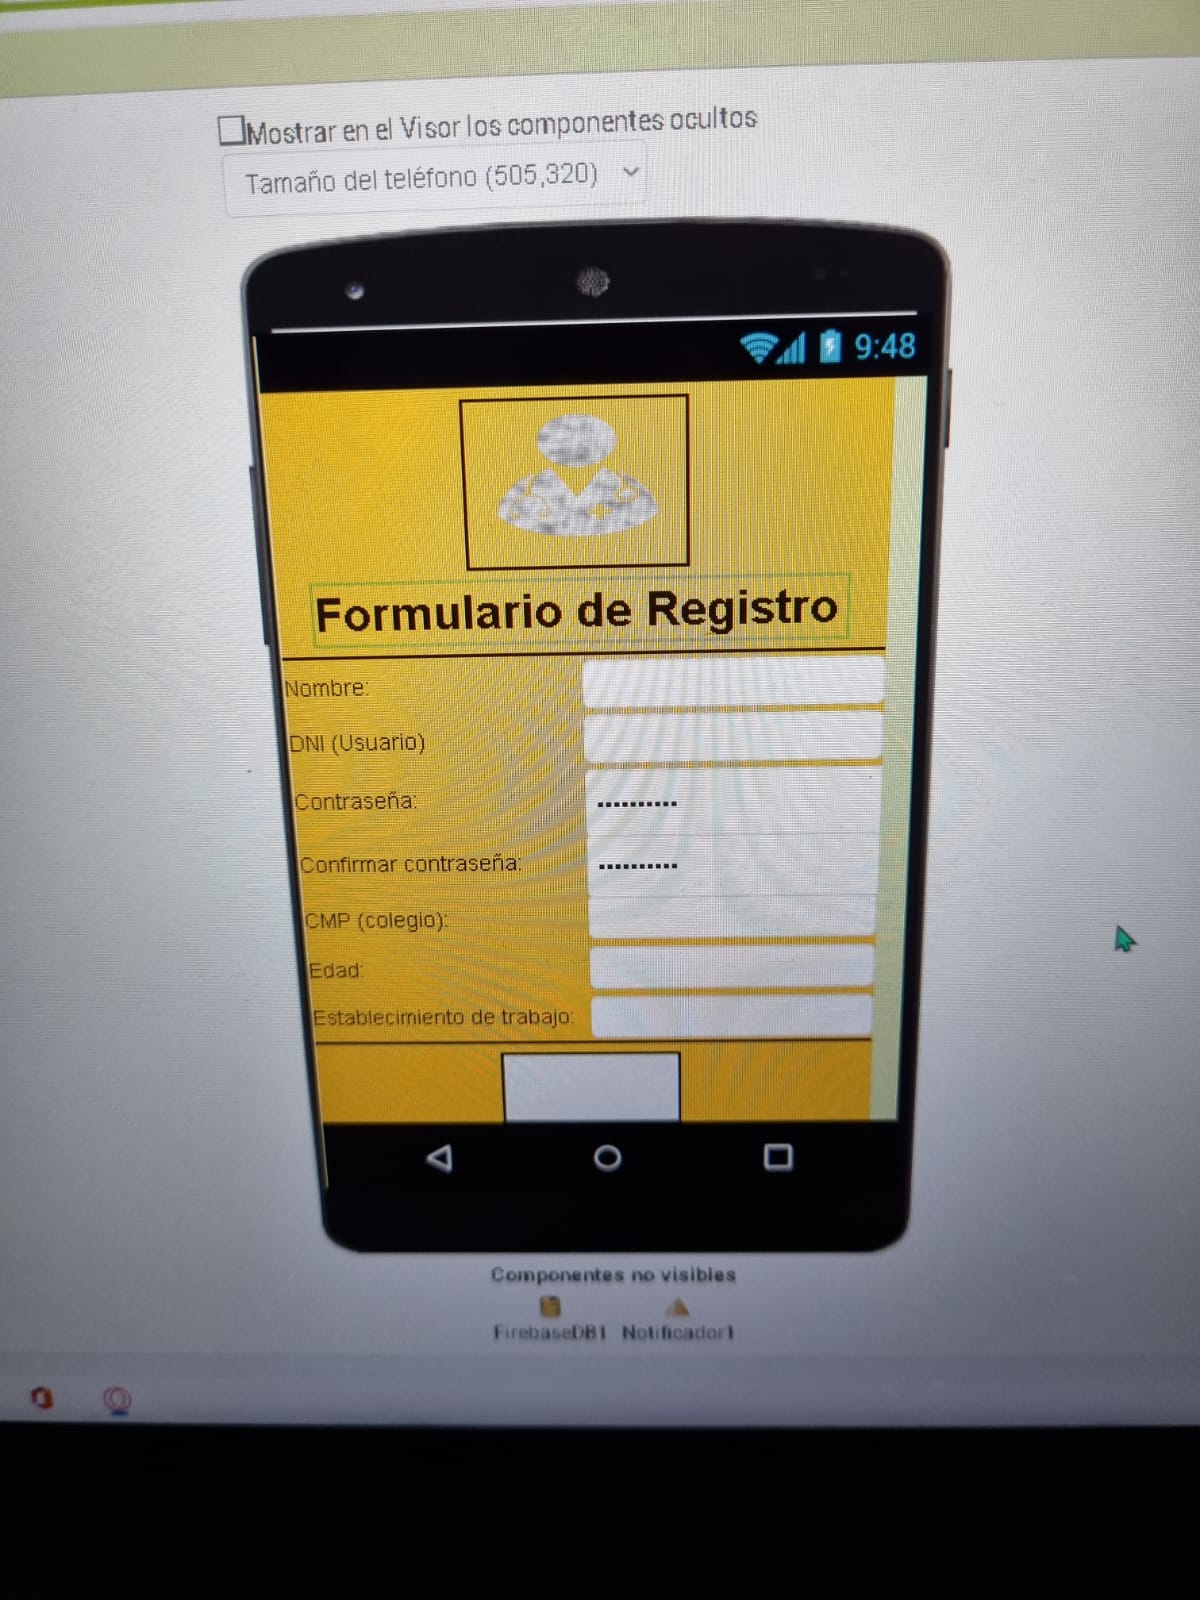 Mostrar en el Visor los componentes ocultos
Tamaño del teléfono (505,320)
9:48
Formulario de Registro
Nombre:
DNI (Usuario)
Contraseña:
Confirmar contraseña:
CMP (colegio):
Edad:
Establecimiento de trabajo:
Componentes no visibles
FirebaseDB1 Notificador1